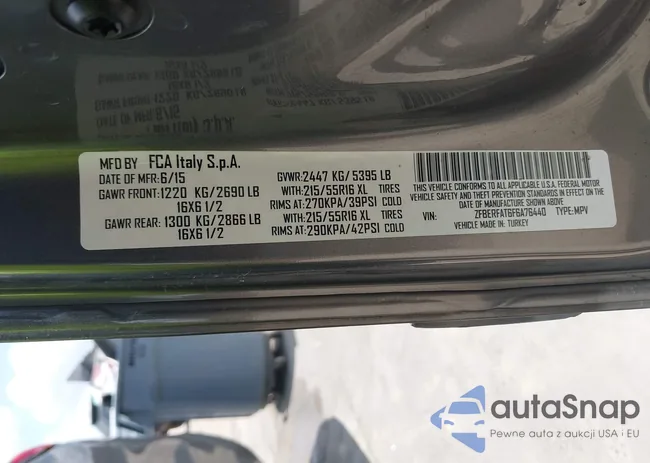 MFD BY FCA Italy S.p.A.
DATE OF MFR: 6/15
GVWR: 2447 KG/ 5395 LB
GAWR FRONT: 1220 KG/2690 LB
WITH: 215/55R16 XL TIRES
16X6 1/2
RIMS AT: 270KPA/39PSI COLD
GAWR REAR: 1300 KG/2866 LB
WITH: 215/55R16 XL TIRES
16X6 1/2
RIMS AT: 290KPA/42PSI COLD
THIS VEHICLE CONFORMS TO ALL APPLICABLE U.S.A. FEDERAL MOTOR
VEHICLE SAFETY, BUMPER, AND THEFT PREVENTION STANDARDS
IN EFFECT ON THE DATE OF MANUFACTURE SHOWN ABOVE
VIN: ZFBERFAT6F6A76440 TYPE: MPV
VEHICLE MADE IN: TURKEY
autaSnap
Pewne auta z aukcji USA i EU